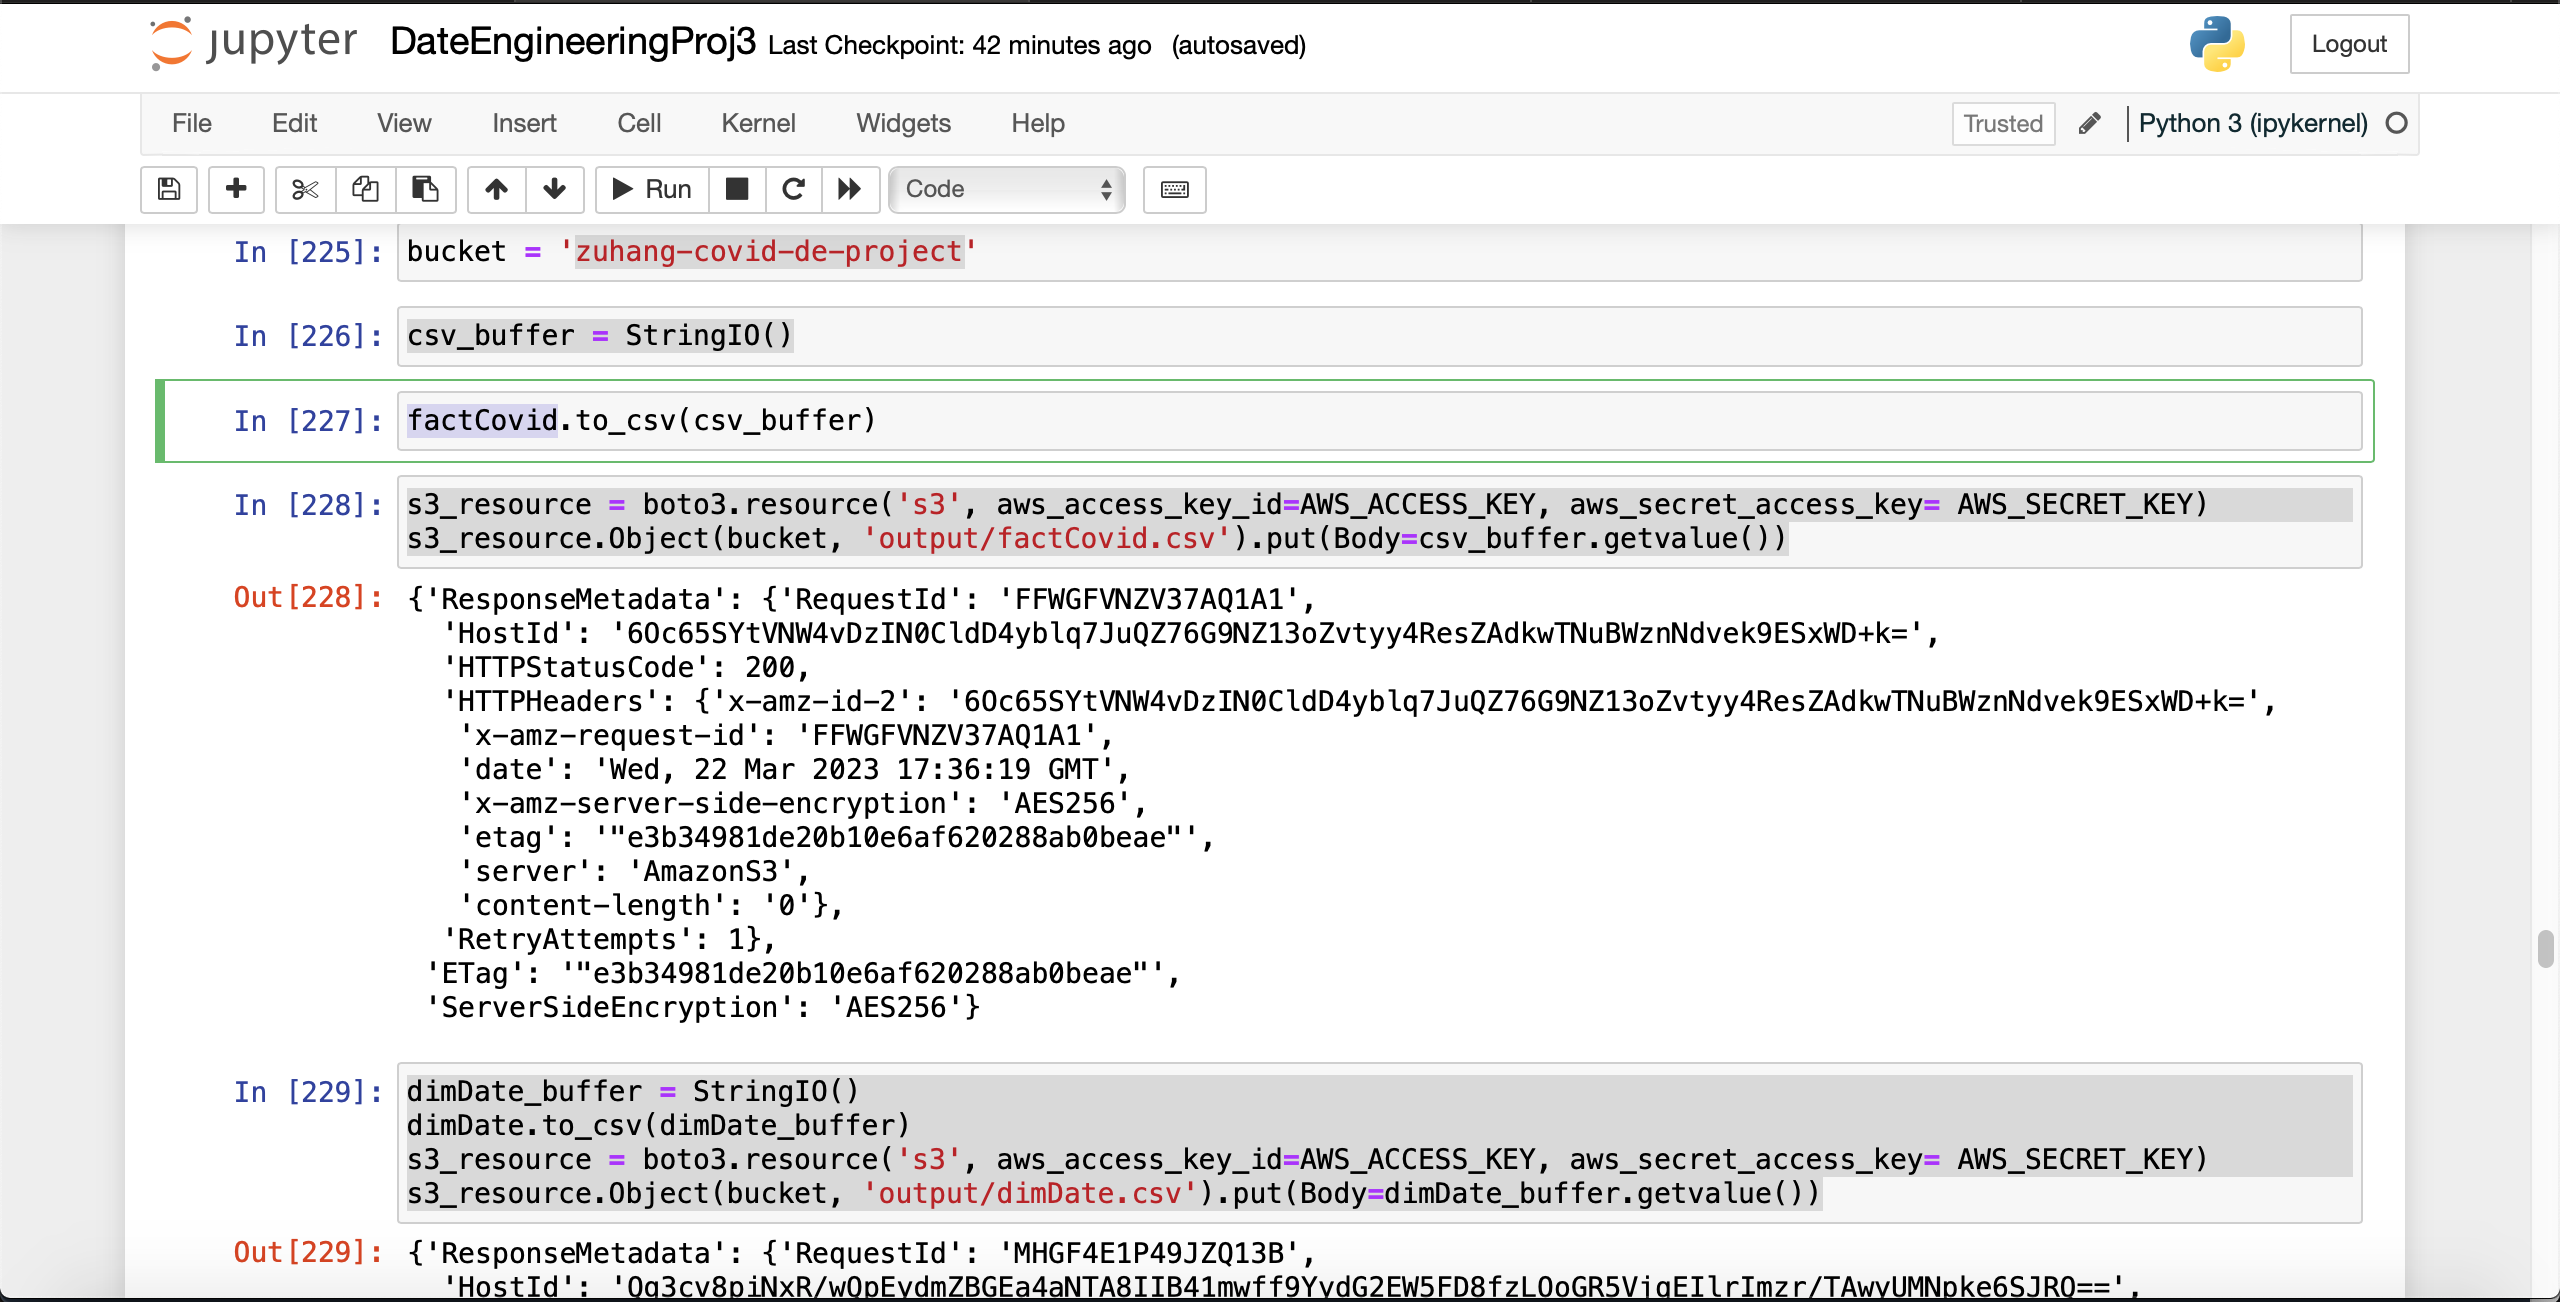 jupyter DateEngineeringProj3 Last Checkpoint: 42 minutes ago (autosaved) Logout
File Edit View Insert Cell Kernel Widgets Help Trusted Python 3 (ipykernel)
Run Code
In [225]: bucket = 'zuhang-covid-de-project'
In [226]: csv_buffer = StringIO()
In [227]: factCovid.to_csv(csv_buffer)
In [228]: s3_resource = boto3.resource('s3', aws_access_key_id=AWS_ACCESS_KEY, aws_secret_access_key= AWS_SECRET_KEY)
s3_resource.Object(bucket, 'output/factCovid.csv').put(Body=csv_buffer.getvalue())
Out[228]: {'ResponseMetadata': {'RequestId': 'FFWGFVNZV37AQ1A1',
'HostId': '6Oc65SYtVNW4vDzIN0CldD4yblq7JuQZ76G9NZ13oZvtyy4ResZAdkwTNuBWznNdvek9ESxWD+k=',
'HTTPStatusCode': 200,
'HTTPHeaders': {'x-amz-id-2': '6Oc65SYtVNW4vDzIN0CldD4yblq7JuQZ76G9NZ13oZvtyy4ResZAdkwTNuBWznNdvek9ESxWD+k=',
'x-amz-request-id': 'FFWGFVNZV37AQ1A1',
'date': 'Wed, 22 Mar 2023 17:36:19 GMT',
'x-amz-server-side-encryption': 'AES256',
'etag': '"e3b34981de20b10e6af620288ab0beae"',
'server': 'AmazonS3',
'content-length': '0'},
'RetryAttempts': 1},
'ETag': '"e3b34981de20b10e6af620288ab0beae"',
'ServerSideEncryption': 'AES256'}
In [229]: dimDate_buffer = StringIO()
dimDate.to_csv(dimDate_buffer)
s3_resource = boto3.resource('s3', aws_access_key_id=AWS_ACCESS_KEY, aws_secret_access_key= AWS_SECRET_KEY)
s3_resource.Object(bucket, 'output/dimDate.csv').put(Body=dimDate_buffer.getvalue())
Out[229]: {'ResponseMetadata': {'RequestId': 'MHGF4E1P49JZQ13B',
'HostId':